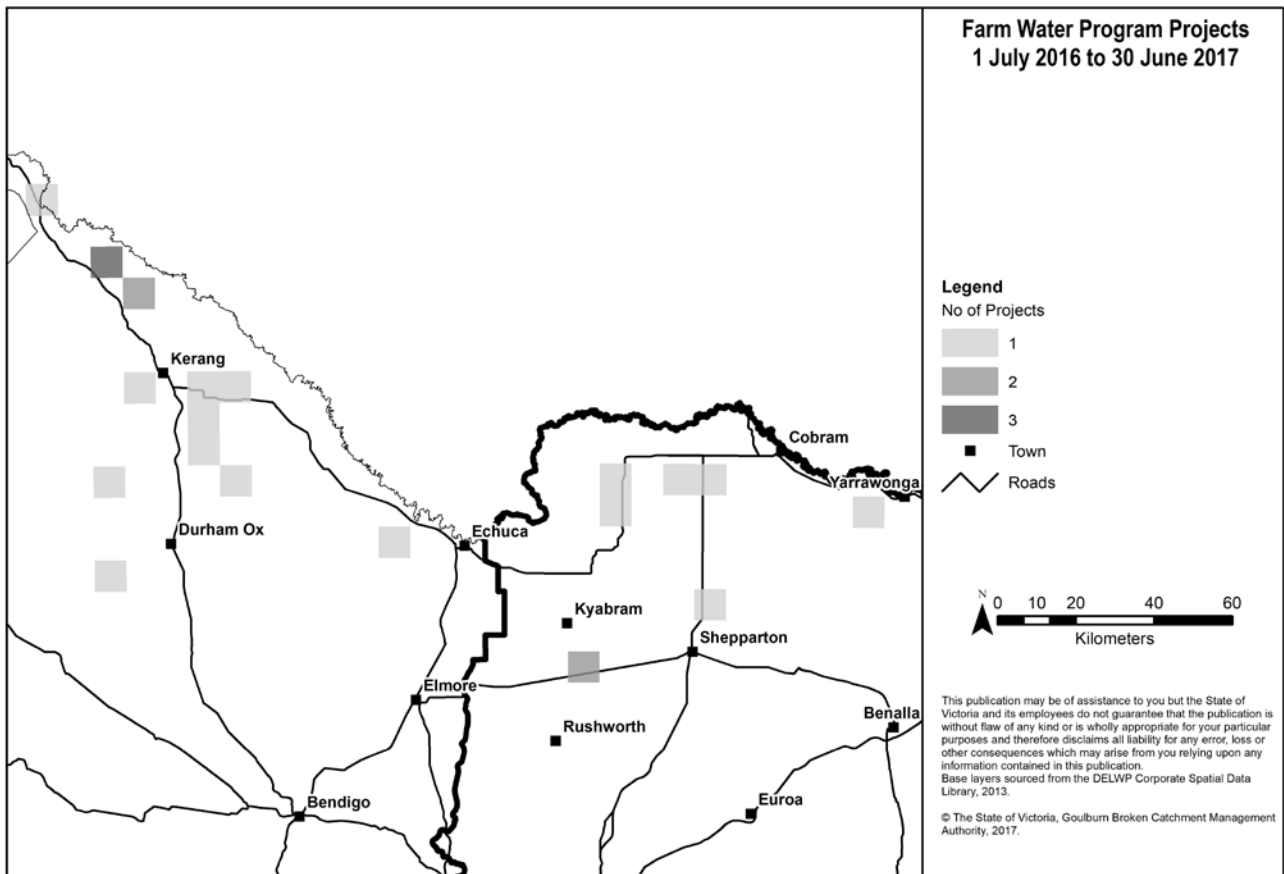 Farm Water Program Projects
1 July 2016 to 30 June 2017
Kerang
Cobram
Yarrawonga
Durham Ox
Echuca
Kyabram
Shepparton
Elmore
Rushworth
Benalla
Bendigo
Euroa
Legend
No of Projects
1
2
3
Town
Roads
N
0 10 20 40 60
Kilometers
This publication may be of assistance to you but the State of
Victoria and its employees do not guarantee that the publication is
without flaw of any kind or is wholly appropriate for your particular
purposes and therefore disclaims all liability for any error, loss or
other consequences which may arise from you relying upon any
information contained in this publication.
Base layers sourced from the DELWP Corporate Spatial Data
Library, 2013.
© The State of Victoria, Goulburn Broken Catchment Management
Authority, 2017.